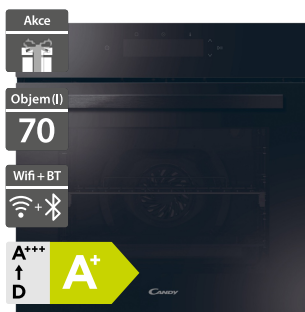 Akce
Objem (l)
70
Wifi + BT
A+++
D
A+
CANDY